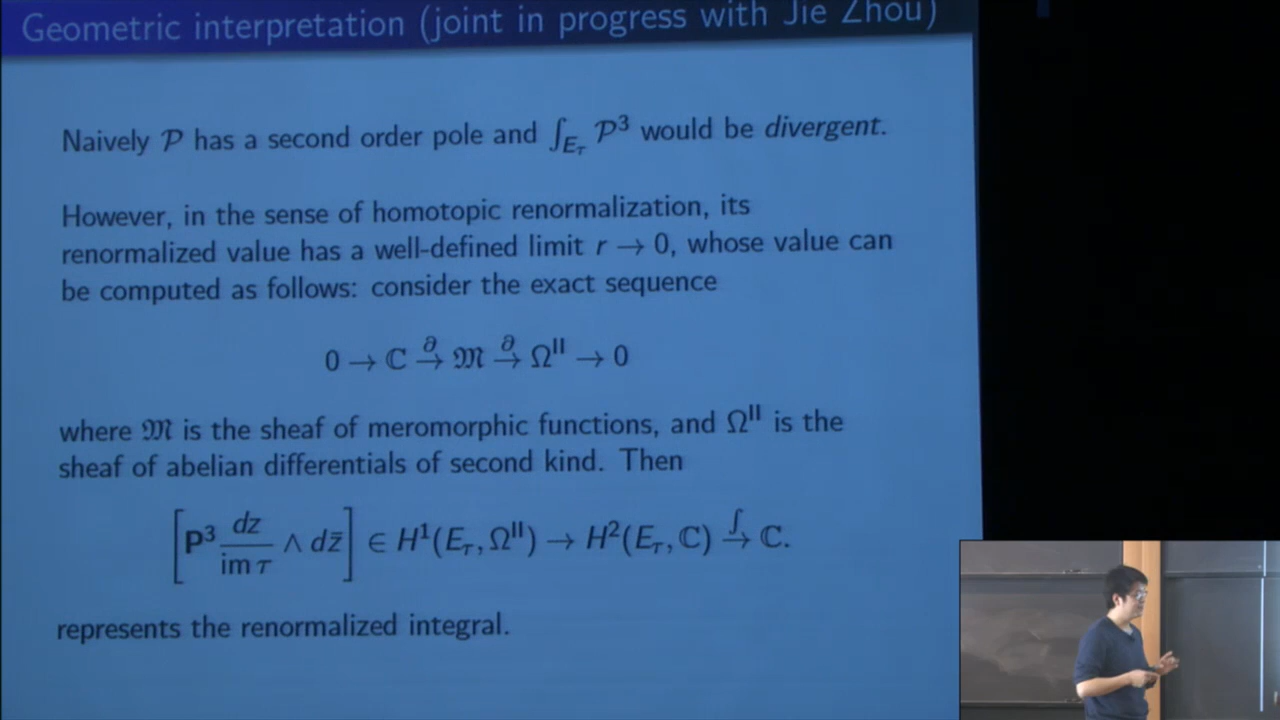 Geometric interpretation (joint in progress with Jie Zhou)
Naively 𝒫 has a second order pole and ∫_{E_τ} 𝒫³ would be divergent.
However, in the sense of homotopic renormalization, its
renormalized value has a well-defined limit r → 0, whose value can
be computed as follows: consider the exact sequence
0 → ℂ →^∂ 𝔐 →^∂ Ω^II → 0
where 𝔐 is the sheaf of meromorphic functions, and Ω^II is the
sheaf of abelian differentials of second kind. Then
[P³ dz/im τ ∧ dz̄] ∈ H¹(E_τ, Ω^II) → H²(E_τ, ℂ) →^∫ ℂ.
represents the renormalized integral.